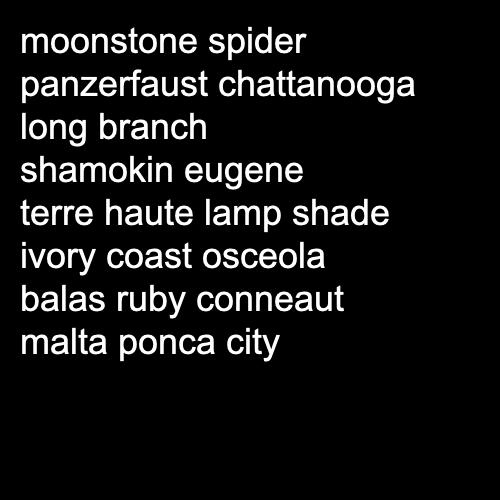 moonstone spider
panzerfaust chattanooga
long branch
shamokin eugene
terre haute lamp shade
ivory coast osceola
balas ruby conneaut
malta ponca city